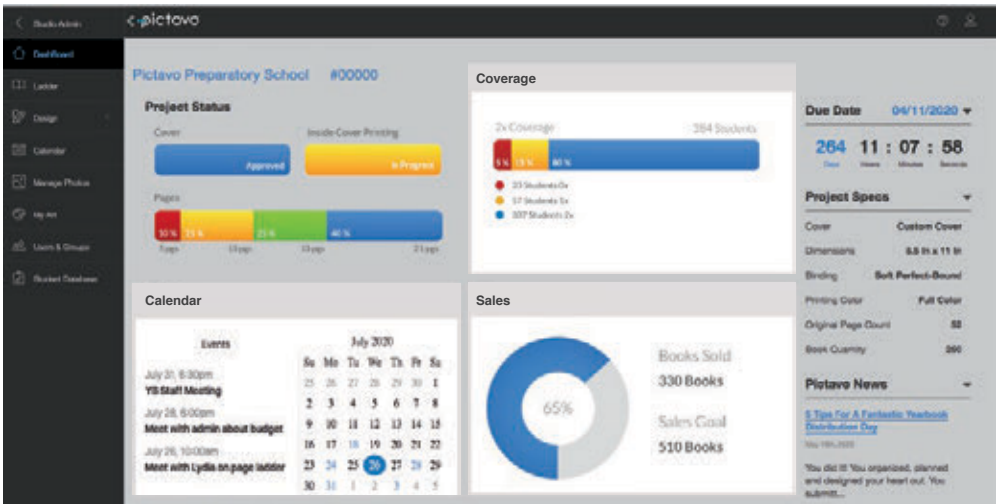 Studio Admin
pictavo
Dashboard
Ladder
Design
Calendar
Manage Photos
My Art
Users & Groups
Student Database
Pictavo Preparatory School #00000
Project Status
Cover
Inside Cover Printing
Approved
In Progress
Pages
10 %
25 %
25 %
40 %
Coverage
2x Coverage
264 Students
15 %
80 %
Due Date 04/11/2020
264 11 : 07 : 58
Days Hours Minutes Seconds
Project Specs
Cover Custom Cover
Dimensions 8.5 in x 11 in
Binding Soft Perfect-Bound
Printing Color Full Color
Original Page Count
Book Quantity
Pictavo News
5 Tips For A Fantastic Yearbook
Distribution Day
You did it! You organized, planned
and designed your heart out. You
submit...
Calendar
Events
July 31, 6:30pm
YB Staff Meeting
July 28, 6:00pm
Meet with admin about budget
July 26, 10:00am
Meet with Lydia on page ladder
July 2020
Su Mo Tu We Th Fr Sa
25 26 27 28 29 30 1
2 3 4 5 6 7 8
9 10 11 12 13 14 15
16 17 18 19 20 21 22
23 24 25 26 27 28 29
30 31 1 2 3 4 5
Sales
65%
Books Sold
330 Books
Sales Goal
510 Books